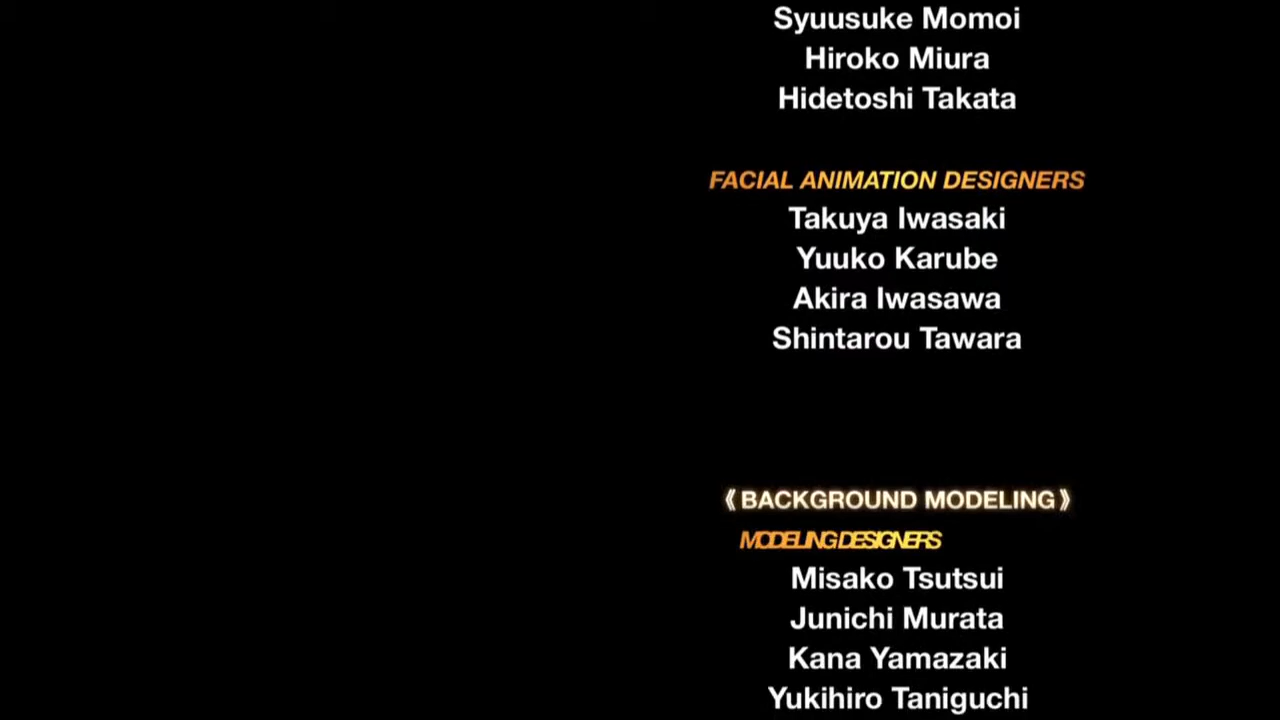 Syuusuke Momoi
Hiroko Miura
Hidetoshi Takata
FACIAL ANIMATION DESIGNERS
Takuya Iwasaki
Yuuko Karube
Akira Iwasawa
Shintarou Tawara
《BACKGROUND MODELING》
MODELING DESIGNERS
Misako Tsutsui
Junichi Murata
Kana Yamazaki
Yukihiro Taniguchi